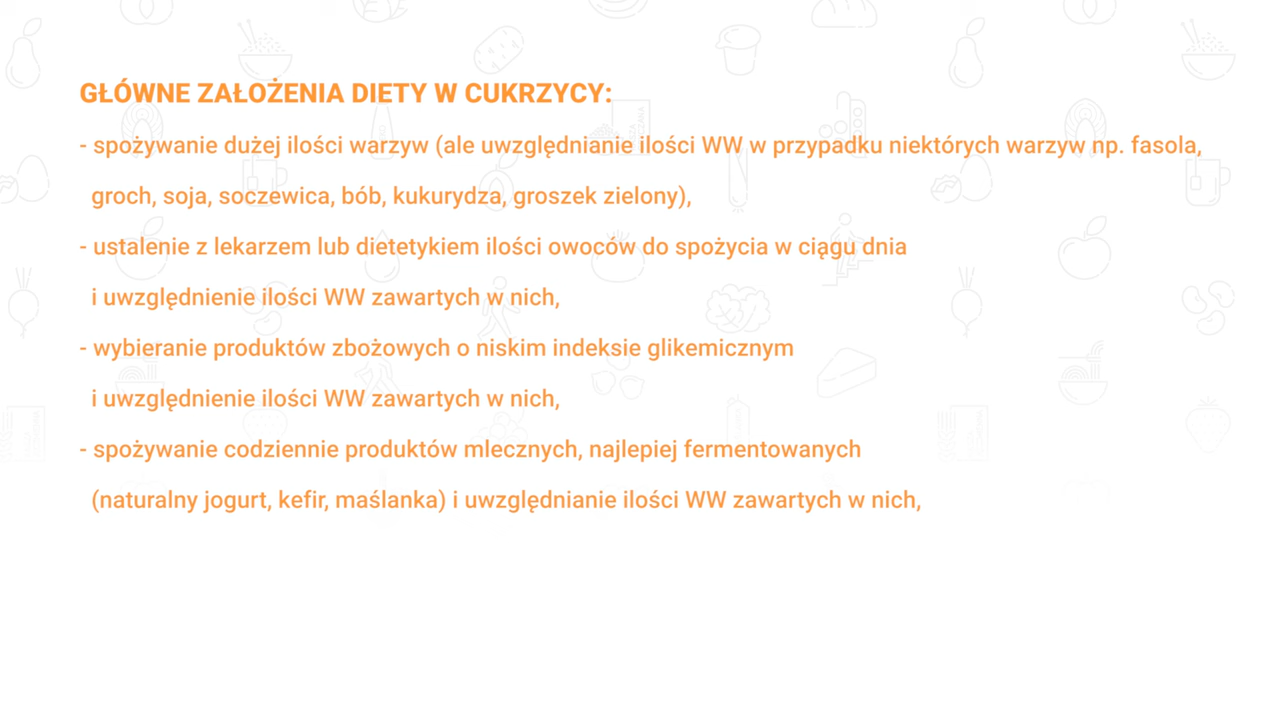 GŁÓWNE ZAŁOŻENIA DIETY W CUKRZYCY:
- spożywanie dużej ilości warzyw (ale uwzględnianie ilości WW w przypadku niektórych warzyw np. fasola,
groch, soja, soczewica, bób, kukurydza, groszek zielony),
- ustalenie z lekarzem lub dietetykiem ilości owoców do spożycia w ciągu dnia
i uwzględnienie ilości WW zawartych w nich,
- wybieranie produktów zbożowych o niskim indeksie glikemicznym
i uwzględnienie ilości WW zawartych w nich,
- spożywanie codziennie produktów mlecznych, najlepiej fermentowanych
(naturalny jogurt, kefir, maślanka) i uwzględnianie ilości WW zawartych w nich,